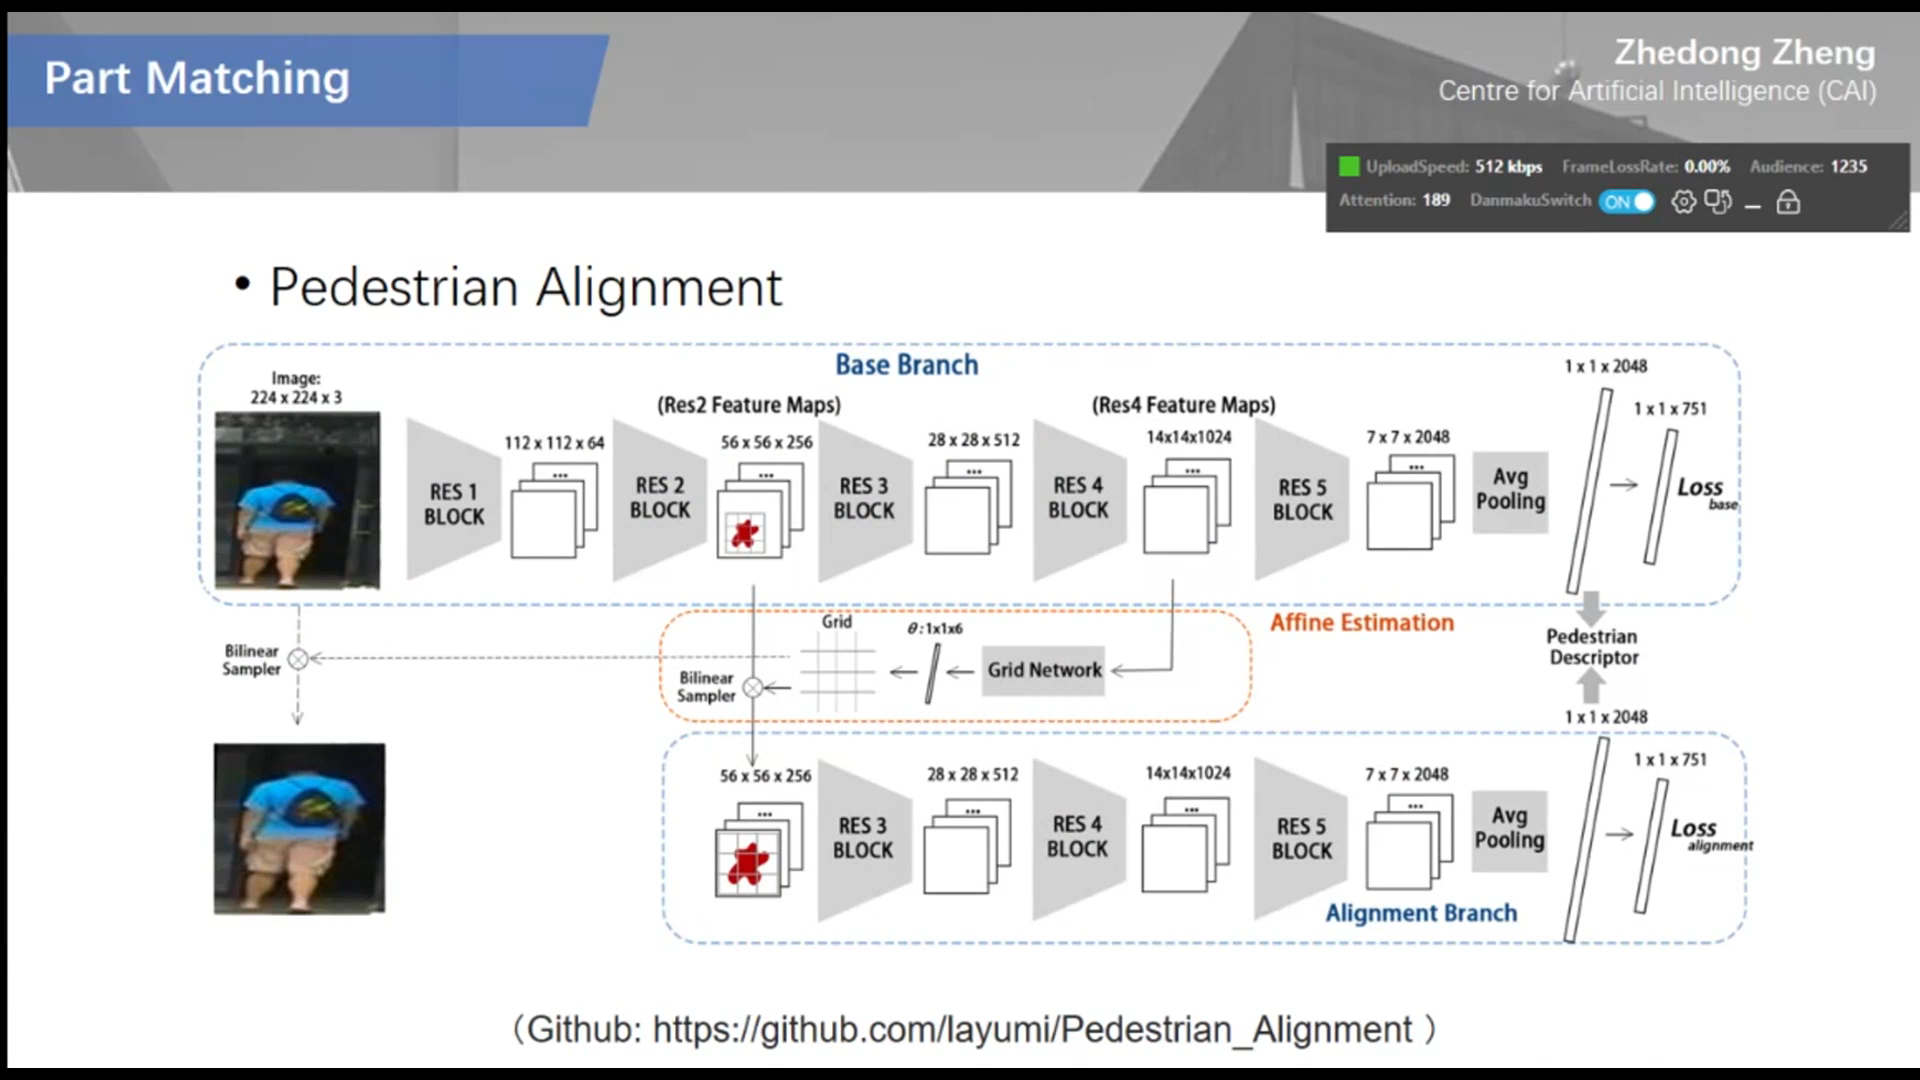 Part Matching
Zhedong Zheng
Centre for Artificial Intelligence (CAI)
UploadSpeed: 512 kbps FrameLossRate: 0.00% Audience: 1235
Attention: 189 DanmakuSwitch ON
• Pedestrian Alignment
Base Branch
Image:
224 x 224 x 3
(Res2 Feature Maps)
(Res4 Feature Maps)
1 x 1 x 2048
1 x 1 x 751
112 x 112 x 64
56 x 56 x 256
28 x 28 x 512
14x14x1024
7 x 7 x 2048
...
...
...
...
...
RES 1
BLOCK
RES 2
BLOCK
RES 3
BLOCK
RES 4
BLOCK
RES 5
BLOCK
Avg
Pooling
Loss
base
Grid
θ:1x1x6
Affine Estimation
Bilinear
Sampler
Bilinear
Sampler
Grid Network
Pedestrian
Descriptor
1 x 1 x 2048
1 x 1 x 751
56 x 56 x 256
28 x 28 x 512
14x14x1024
7 x 7 x 2048
...
...
...
...
RES 3
BLOCK
RES 4
BLOCK
RES 5
BLOCK
Avg
Pooling
Loss
alignment
Alignment Branch
（Github: https://github.com/layumi/Pedestrian_Alignment ）